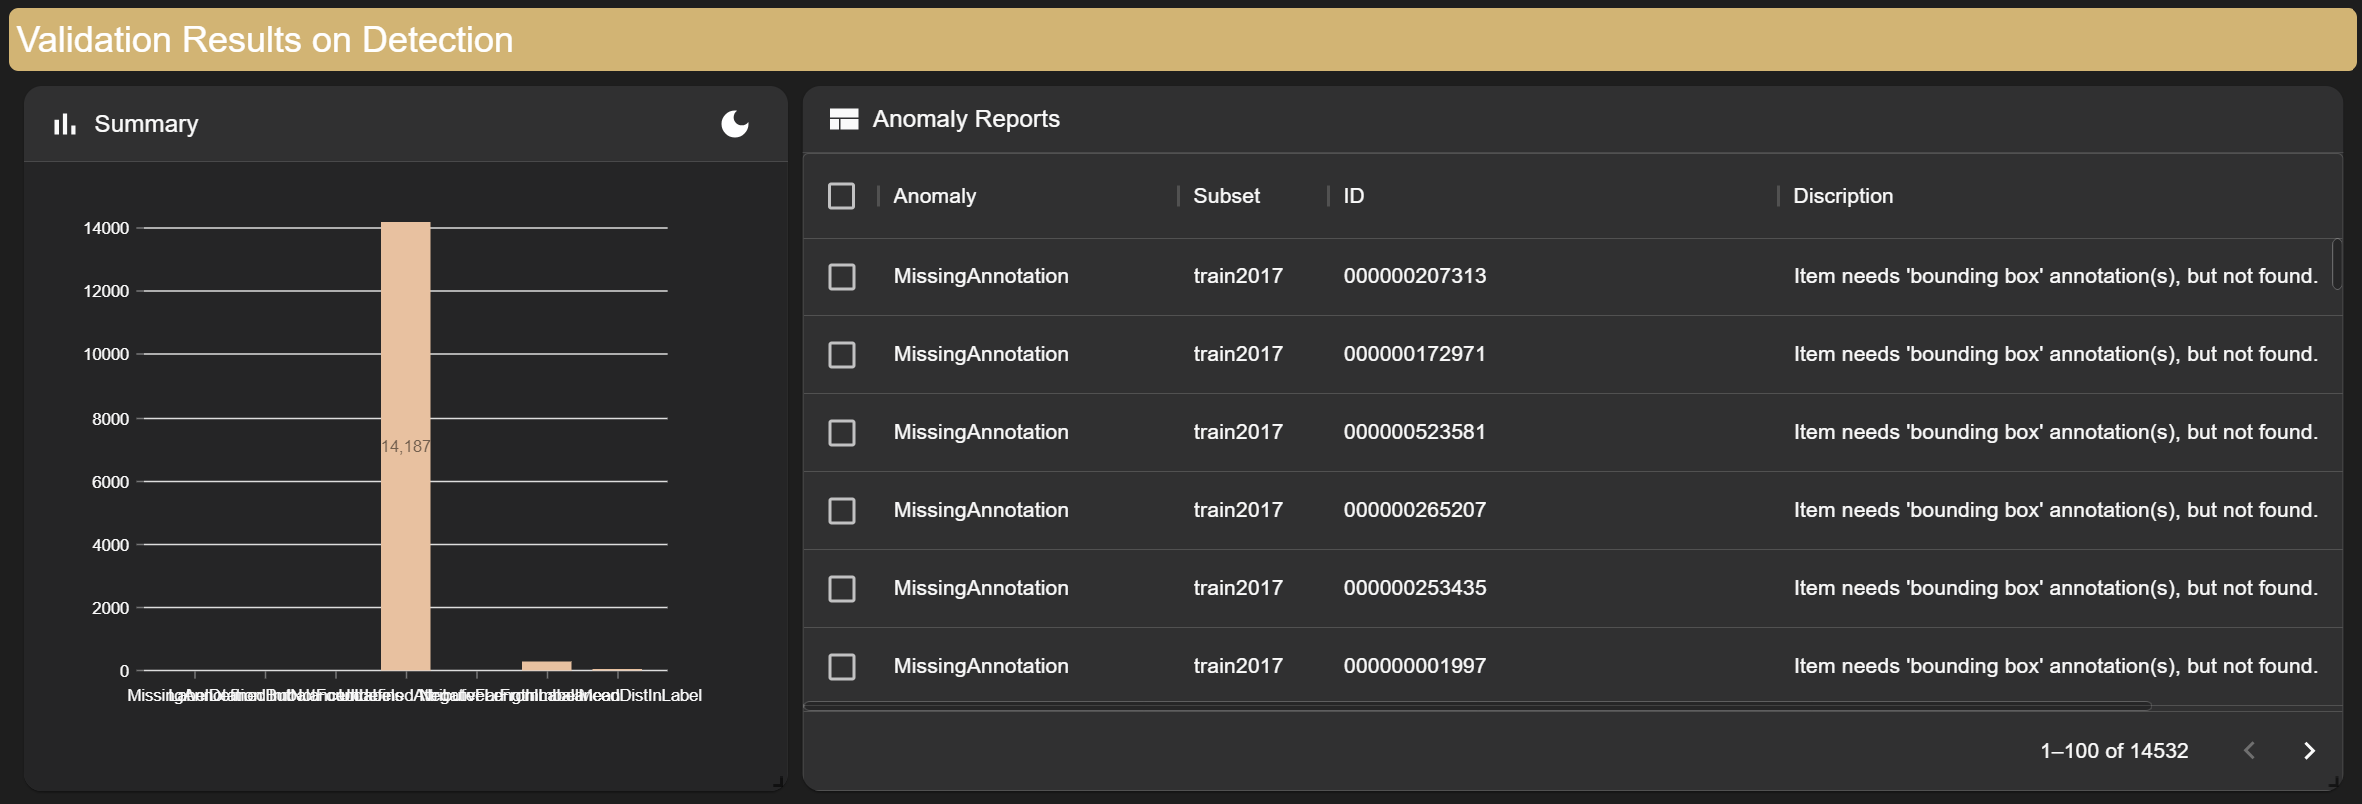 Validation Results on Detection
Summary
14000
12000
10000
8000
6000
4000
2000
0
14,187
Anomaly Reports
Anomaly Subset ID Discription
MissingAnnotation train2017 000000207313 Item needs 'bounding box' annotation(s), but not found.
MissingAnnotation train2017 000000172971 Item needs 'bounding box' annotation(s), but not found.
MissingAnnotation train2017 000000523581 Item needs 'bounding box' annotation(s), but not found.
MissingAnnotation train2017 000000265207 Item needs 'bounding box' annotation(s), but not found.
MissingAnnotation train2017 000000253435 Item needs 'bounding box' annotation(s), but not found.
MissingAnnotation train2017 000000001997 Item needs 'bounding box' annotation(s), but not found.
1–100 of 14532